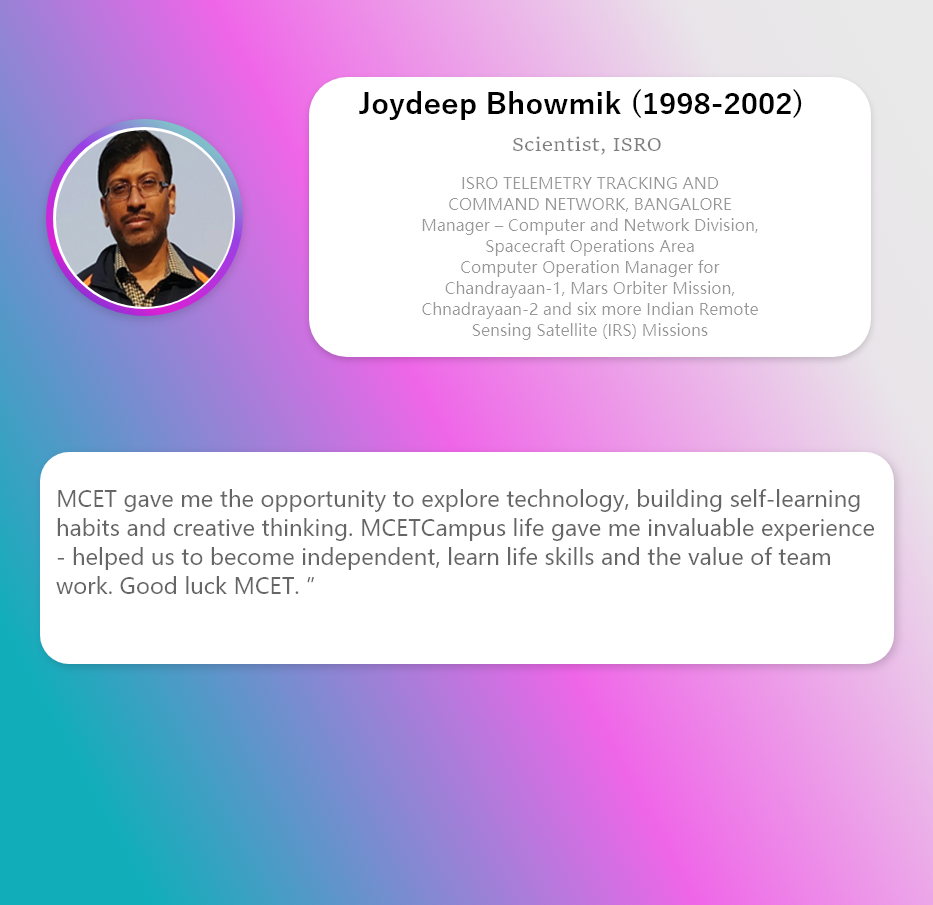 Joydeep Bhowmik (1998-2002)
Scientist, ISRO
ISRO TELEMETRY TRACKING AND
COMMAND NETWORK, BANGALORE
Manager – Computer and Network Division,
Spacecraft Operations Area
Computer Operation Manager for
Chandrayaan-1, Mars Orbiter Mission,
Chnadrayaan-2 and six more Indian Remote
Sensing Satellite (IRS) Missions
MCET gave me the opportunity to explore technology, building self-learning
habits and creative thinking. MCETCampus life gave me invaluable experience
- helped us to become independent, learn life skills and the value of team
work. Good luck MCET. ”